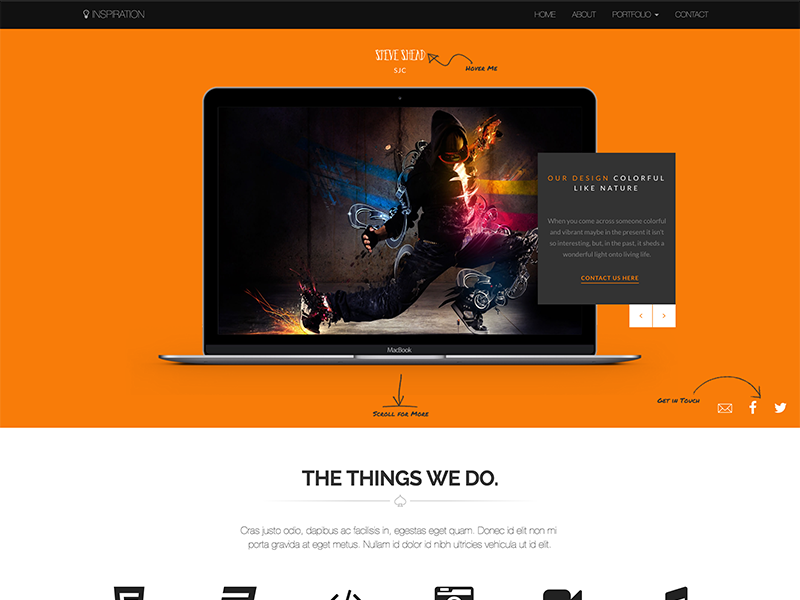 INSPIRATION
HOME ABOUT PORTFOLIO CONTACT
STEVE SHEAD
SJC
Hover Me
OUR DESIGN COLORFUL
LIKE NATURE
When you come across someone colorful
and vibrant maybe in the present it isn't
so interesting, but, in the past, it sheds a
wonderful light onto living life.
CONTACT US HERE
MacBook
Scroll for More
Get in Touch
THE THINGS WE DO.
Cras justo odio, dapibus ac facilisis in, egestas eget quam. Donec id elit non mi
porta gravida at eget metus. Nullam id dolor id nibh ultricies vehicula ut id elit.